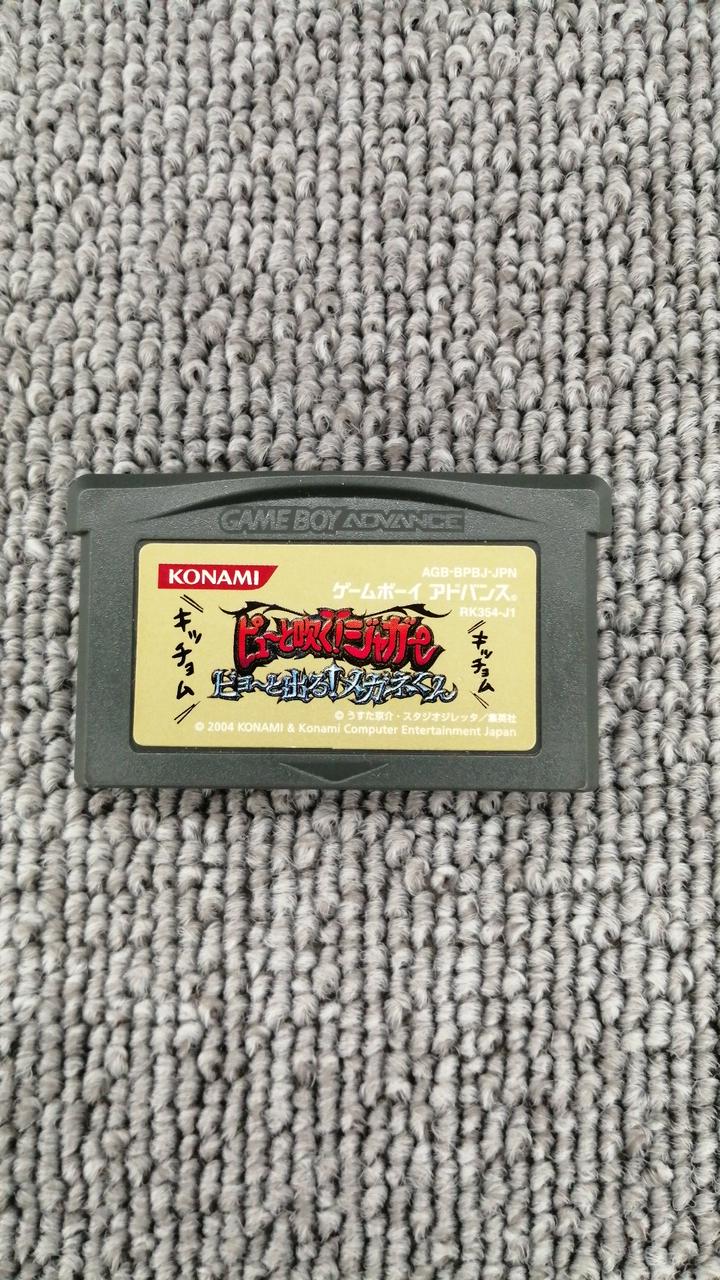 GAME BOY ADVANCE
KONAMI
AGB-BPBJ-JPN
ゲームボーイ アドバンス®
RK354-J1
キッチョム
ピューと吹く!ジャガー
ビョ〜と出る!メガネくん
キッチョム
© うすた京介・スタジオジレッタ/集英社
© 2004 KONAMI & Konami Computer Entertainment Japan